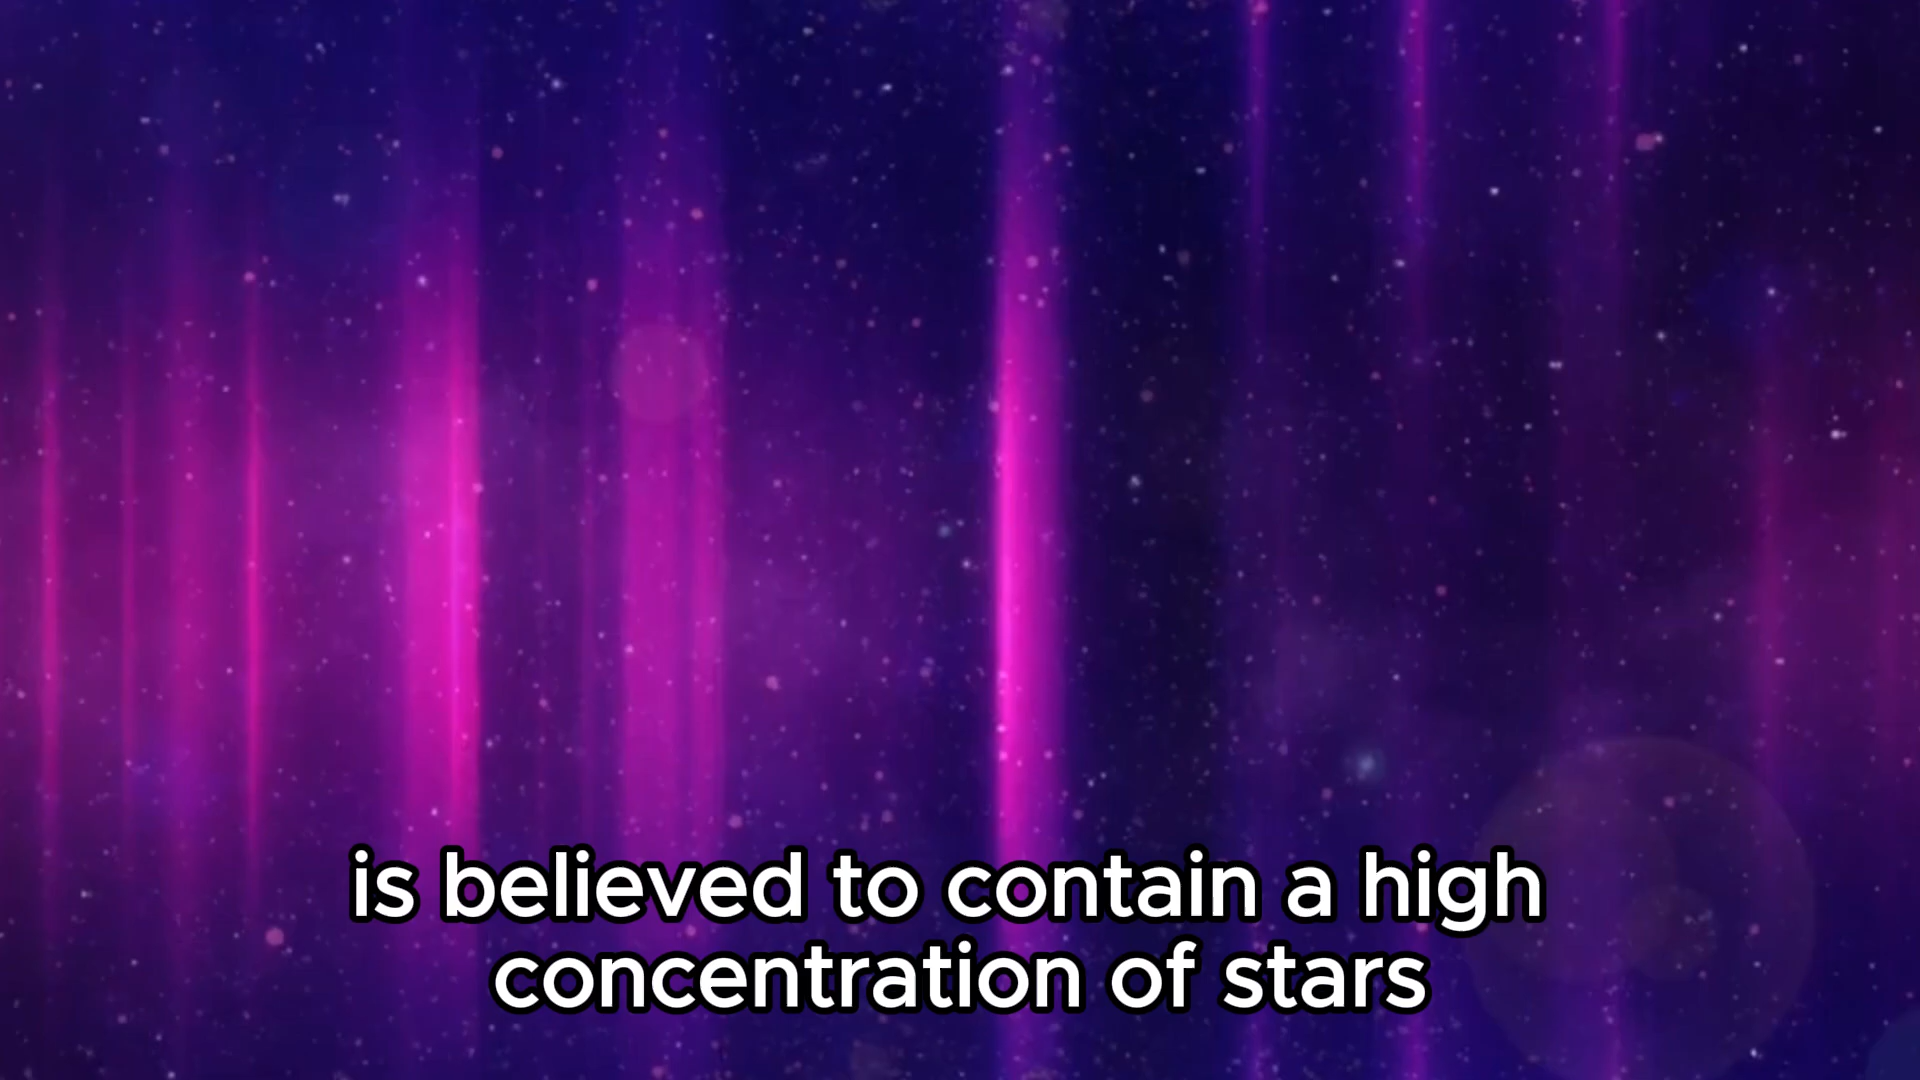 is believed to contain a high
concentration of stars